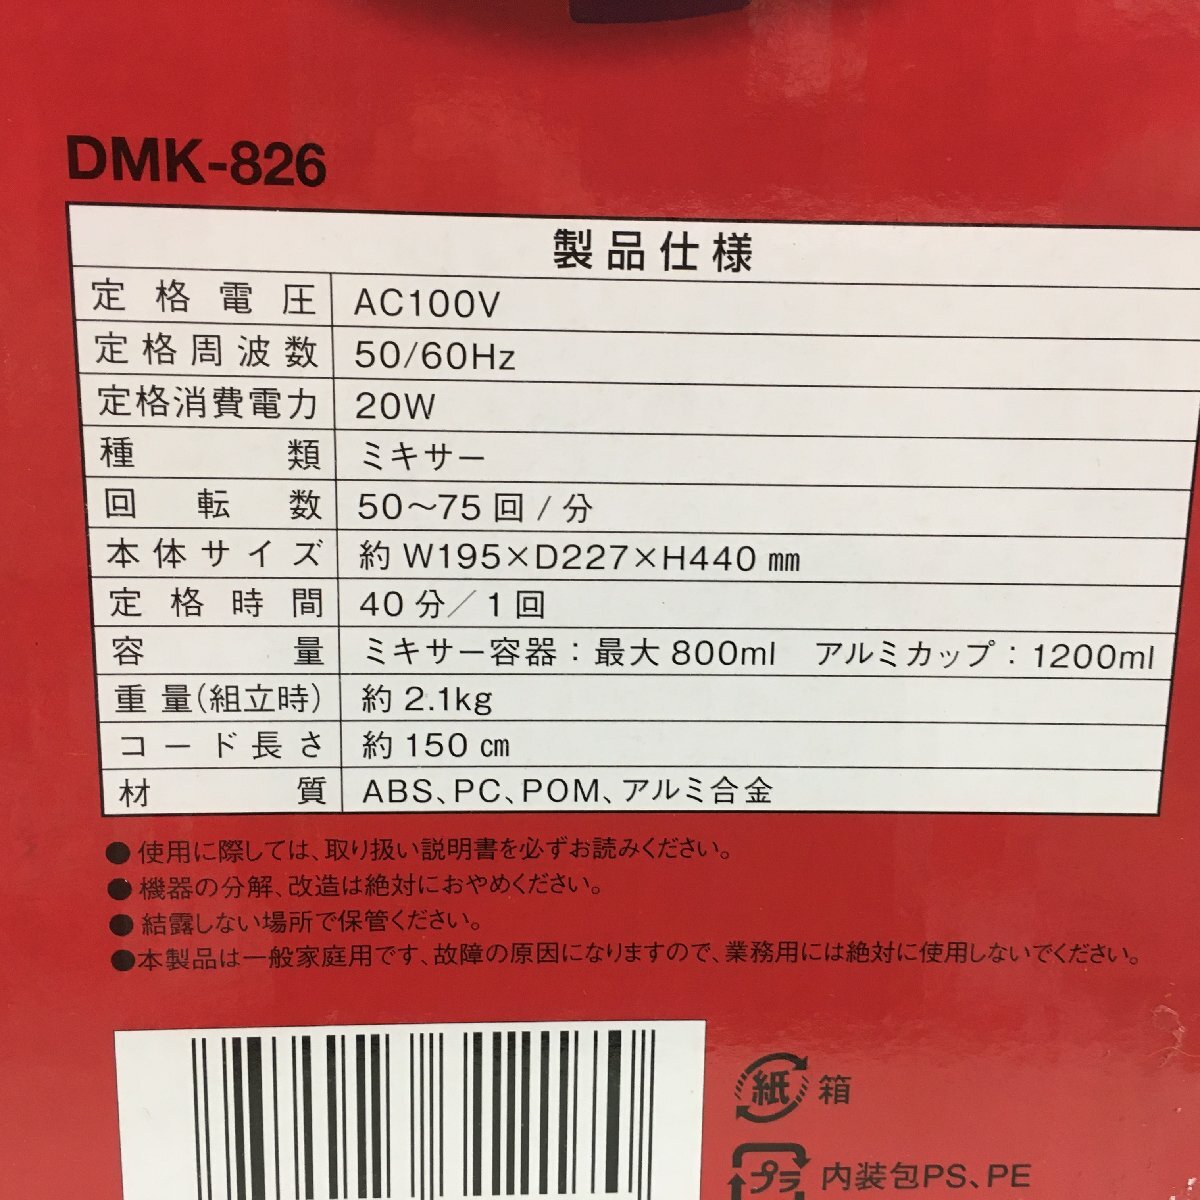 DMK-826
製品仕様
定格電圧 AC100V
定格周波数 50/60Hz
定格消費電力 20W
種類 ミキサー
回転数 50〜75回/分
本体サイズ 約W195×D227×H440㎜
定格時間 40分/1回
容量 ミキサー容器：最大800ml アルミカップ：1200ml
重量(組立時) 約2.1kg
コード長さ 約150㎝
材質 ABS、PC、POM、アルミ合金
●使用に際しては、取り扱い説明書を必ずお読みください。
●機器の分解、改造は絶対におやめください。
●結露しない場所で保管ください。
●本製品は一般家庭用です、故障の原因になりますので、業務用には絶対に使用しないでください。
紙 箱
プラ 内装包PS、PE